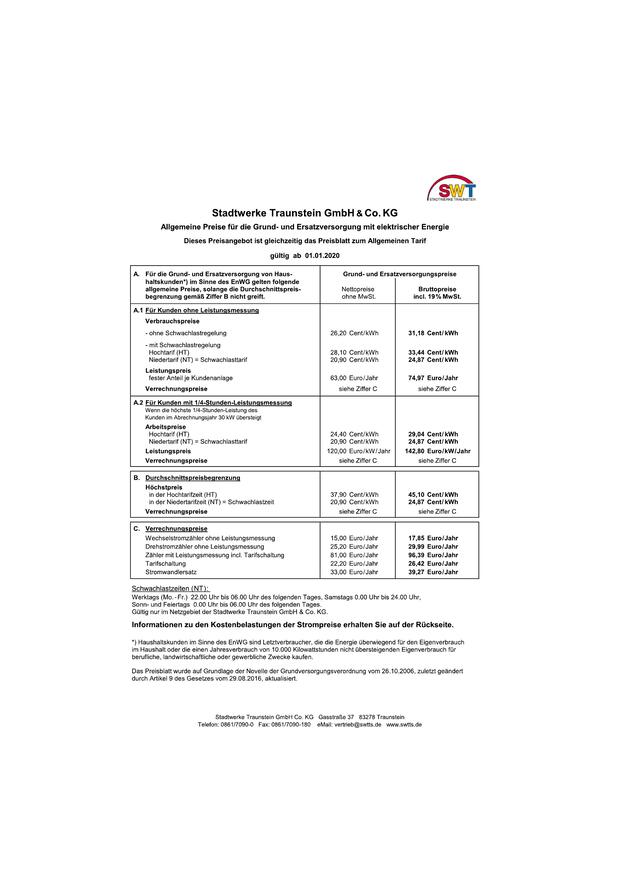 SWT
STADTWERKE TRAUNSTEIN
Stadtwerke Traunstein GmbH & Co. KG
Allgemeine Preise für die Grund- und Ersatzversorgung mit elektrischer Energie
Dieses Preisangebot ist gleichzeitig das Preisblatt zum Allgemeinen Tarif
gültig ab 01.01.2020
A. Für die Grund- und Ersatzversorgung von Haus- Grund- und Ersatzversorgungspreise
haltskunden*) im Sinne des EnWG gelten folgende
allgemeine Preise, solange die Durchschnittspreis- Nettopreise Bruttopreise
begrenzung gemäß Ziffer B nicht greift. ohne MwSt. incl. 19% MwSt.
A.1 Für Kunden ohne Leistungsmessung
Verbrauchspreise
- ohne Schwachlastregelung 26,20 Cent/kWh 31,18 Cent/kWh
- mit Schwachlastregelung
Hochtarif (HT) 28,10 Cent/kWh 33,44 Cent/kWh
Niedertarif (NT) = Schwachlasttarif 20,90 Cent/kWh 24,87 Cent/kWh
Leistungspreis
fester Anteil je Kundenanlage 63,00 Euro/Jahr 74,97 Euro/Jahr
Verrechnungspreise siehe Ziffer C siehe Ziffer C
A.2 Für Kunden mit 1/4-Stunden-Leistungsmessung
Wenn die höchste 1/4-Stunden-Leistung des
Kunden im Abrechnungsjahr 30 kW übersteigt
Arbeitspreise
Hochtarif (HT) 24,40 Cent/kWh 29,04 Cent/kWh
Niedertarif (NT) = Schwachlasttarif 20,90 Cent/kWh 24,87 Cent/kWh
Leistungspreis 120,00 Euro/kW/Jahr 142,80 Euro/kW/Jahr
Verrechnungspreise siehe Ziffer C siehe Ziffer C
B. Durchschnittspreisbegrenzung
Höchstpreis
in der Hochtarifzeit (HT) 37,90 Cent/kWh 45,10 Cent/kWh
in der Niedertarifzeit (NT) = Schwachlastzeit 20,90 Cent/kWh 24,87 Cent/kWh
Verrechnungspreise siehe Ziffer C siehe Ziffer C
C. Verrechnungspreise
Wechselstromzähler ohne Leistungsmessung 15,00 Euro/Jahr 17,85 Euro/Jahr
Drehstromzähler ohne Leistungsmessung 25,20 Euro/Jahr 29,99 Euro/Jahr
Zähler mit Leistungsmessung incl. Tarifschaltung 81,00 Euro/Jahr 96,39 Euro/Jahr
Tarifschaltung 22,20 Euro/Jahr 26,42 Euro/Jahr
Stromwandlersatz 33,00 Euro/Jahr 39,27 Euro/Jahr
Schwachlastzeiten (NT):
Werktags (Mo.-Fr.) 22.00 Uhr bis 06.00 Uhr des folgenden Tages, Samstags 0.00 Uhr bis 24.00 Uhr,
Sonn- und Feiertags 0.00 Uhr bis 06.00 Uhr des folgenden Tages.
Gültig nur im Netzgebiet der Stadtwerke Traunstein GmbH & Co. KG.
Informationen zu den Kostenbelastungen der Strompreise erhalten Sie auf der Rückseite.
*) Haushaltskunden im Sinne des EnWG sind Letztverbraucher, die die Energie überwiegend für den Eigenverbrauch
im Haushalt oder die einen Jahresverbrauch von 10.000 Kilowattstunden nicht übersteigenden Eigenverbrauch für
berufliche, landwirtschaftliche oder gewerbliche Zwecke kaufen.
Das Preisblatt wurde auf Grundlage der Novelle der Grundversorgungsverordnung vom 26.10.2006, zuletzt geändert
durch Artikel 9 des Gesetzes vom 29.08.2016, aktualisiert.
Stadtwerke Traunstein GmbH Co. KG Gasstraße 37 83278 Traunstein
Telefon: 0861/7090-0 Fax: 0861/7090-180 eMail: vertrieb@swtts.de www.swtts.de